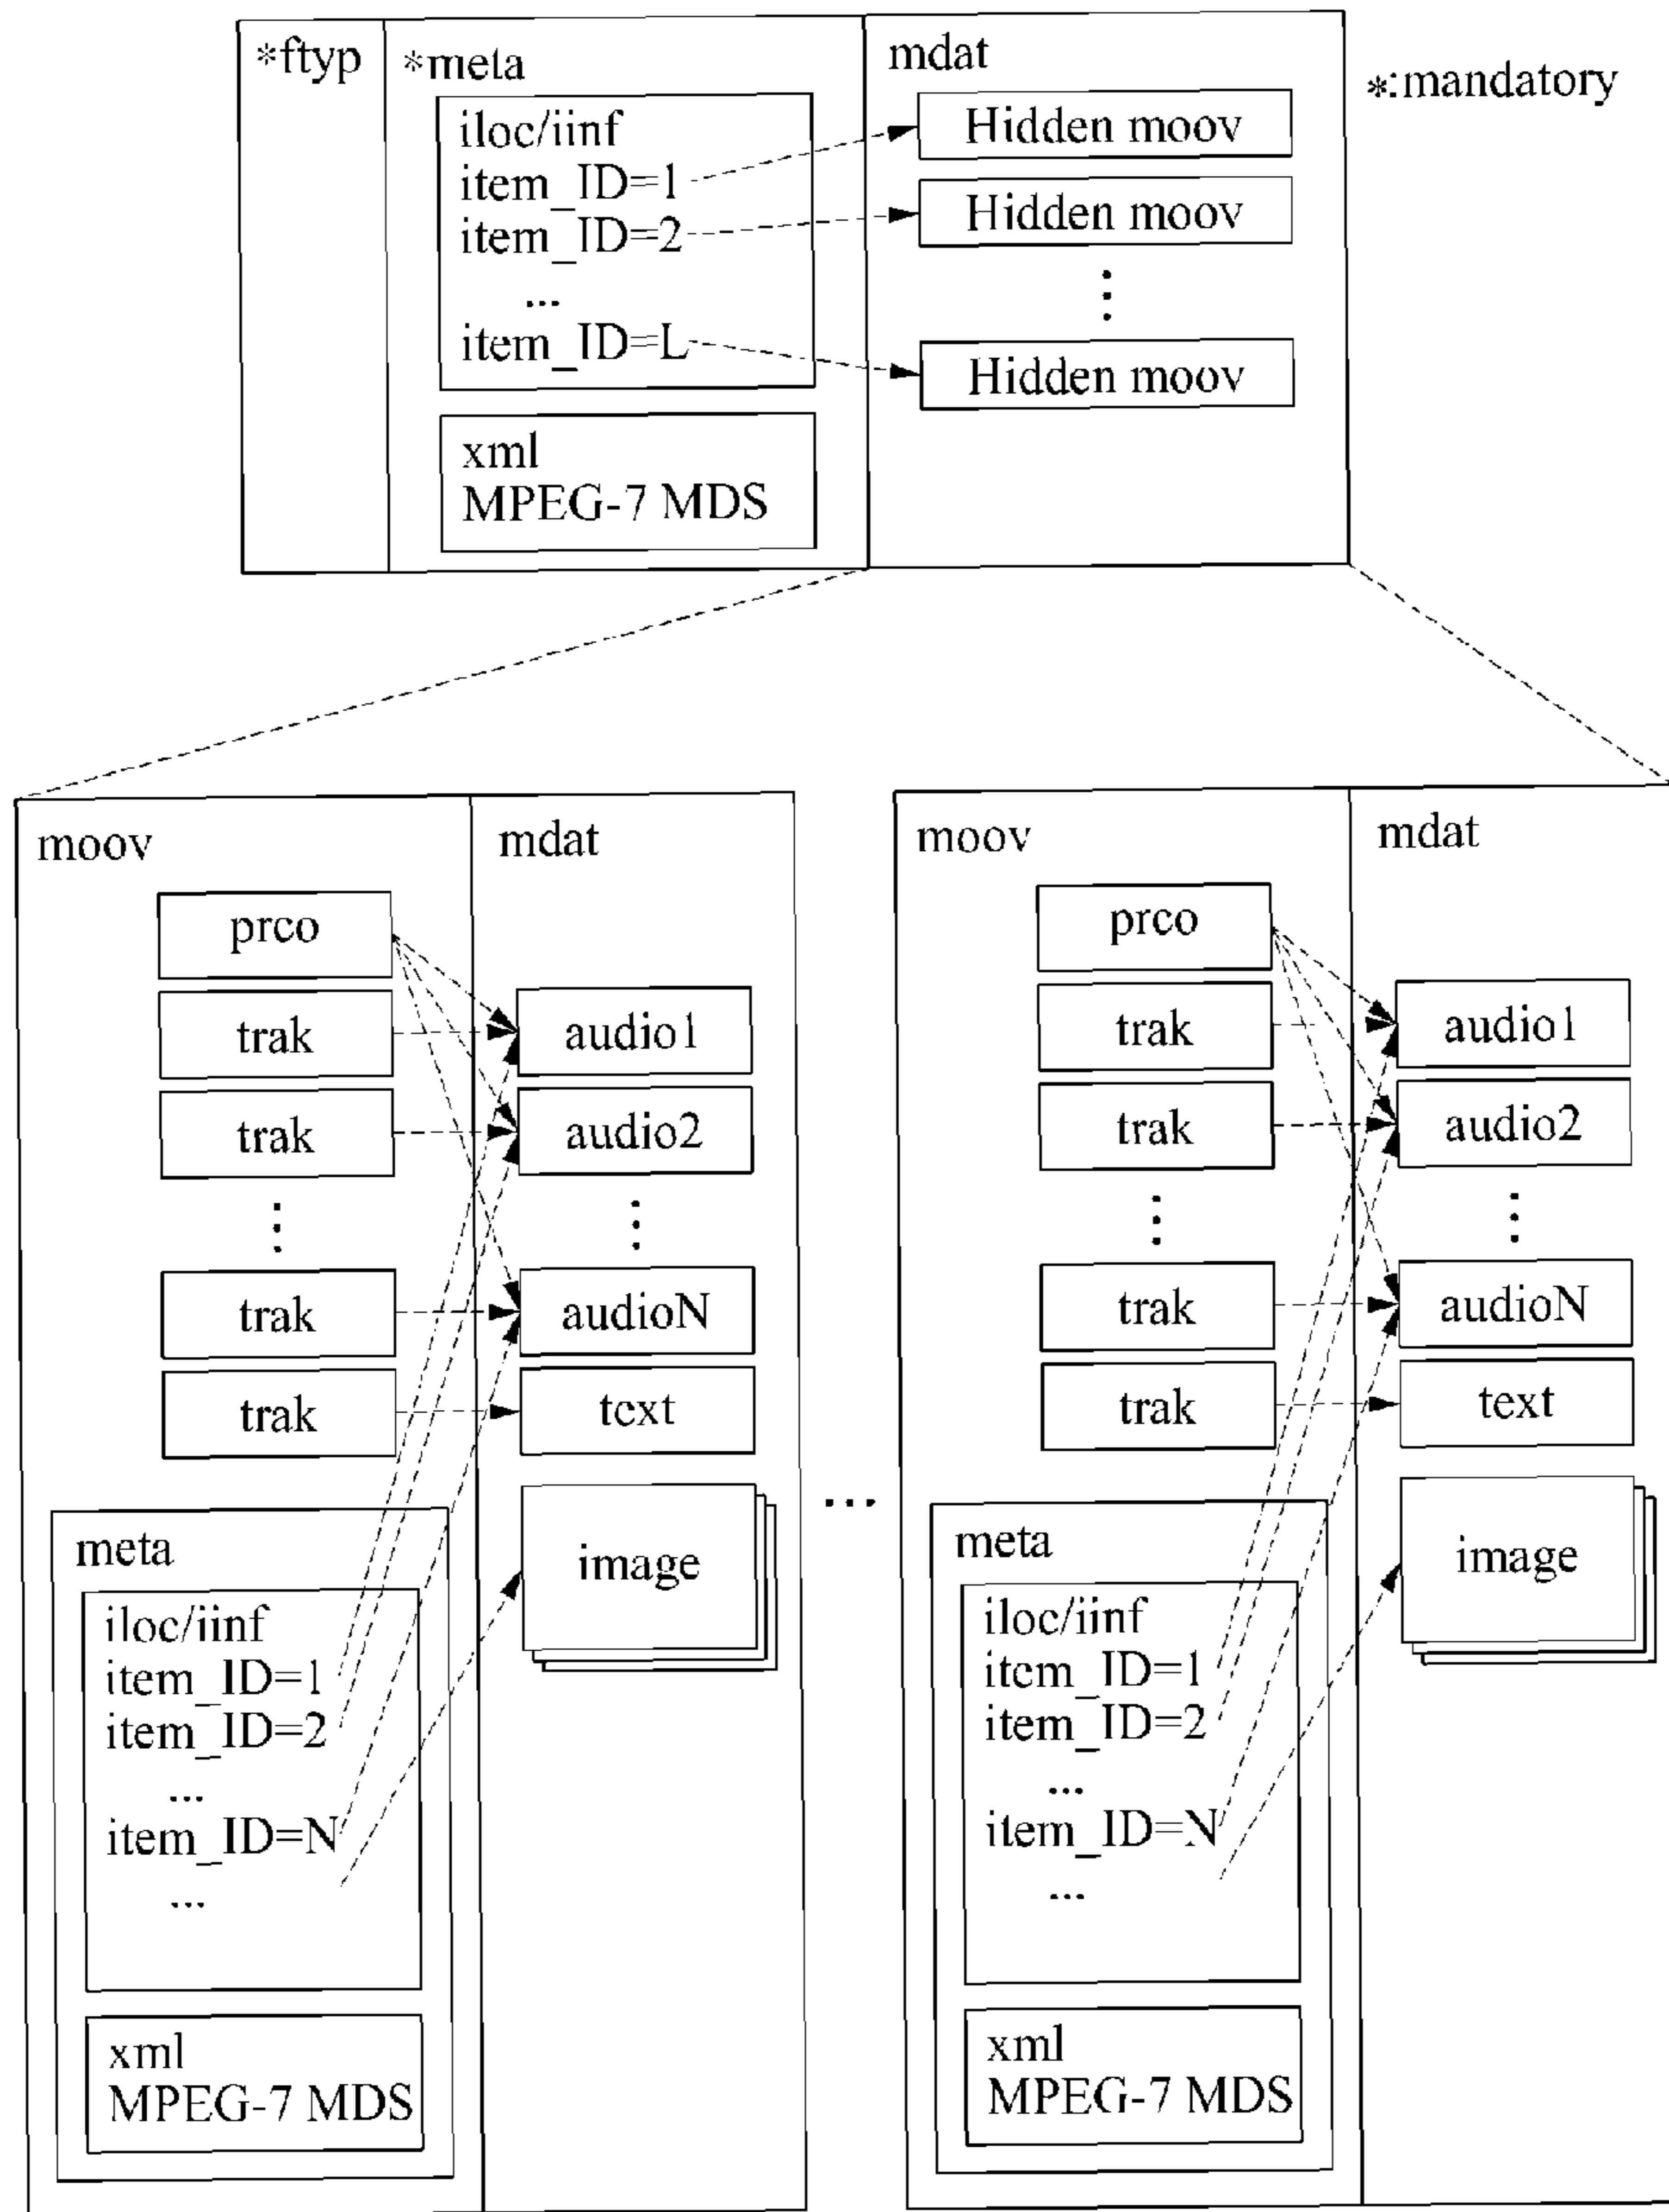 *ftyp
*meta
iloc/iinf
item_ID=1
item_ID=2
...
item_ID=L
xml
MPEG-7 MDS
mdat
Hidden moov
Hidden moov
⋮
Hidden moov
*:mandatory
moov
prco
trak
trak
⋮
trak
trak
meta
iloc/iinf
item_ID=1
item_ID=2
...
item_ID=N
...
xml
MPEG-7 MDS
mdat
audio1
audio2
⋮
audioN
text
image
...
moov
prco
trak
trak
⋮
trak
trak
meta
iloc/iinf
item_ID=1
item_ID=2
...
item_ID=N
...
xml
MPEG-7 MDS
mdat
audio1
audio2
⋮
audioN
text
image